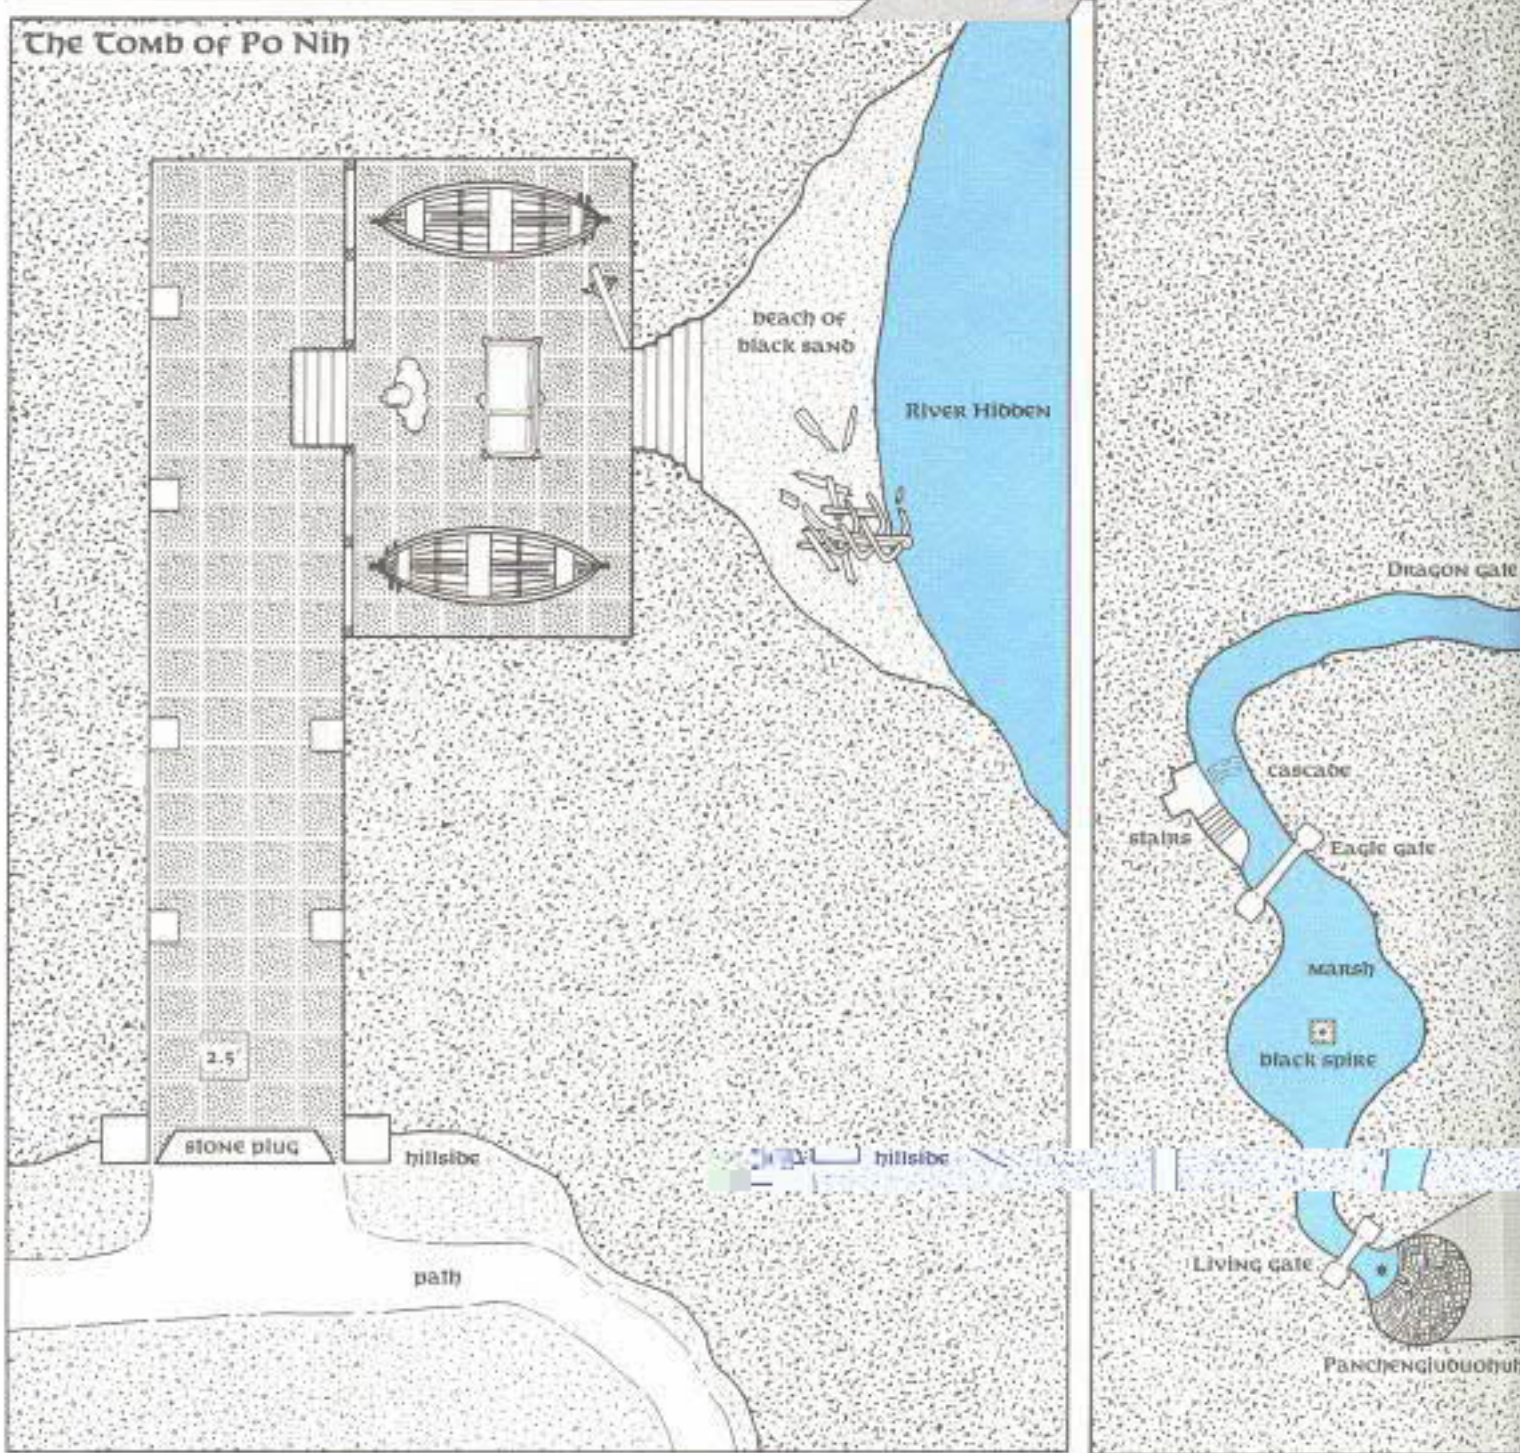 The Tomb of Po Nih
beach of
black sand
River Hidden
2.5'
stone plug
hillside
hillside
path
Dragon gate
cascade
stairs
Eagle gate
marsh
black spire
Living gate